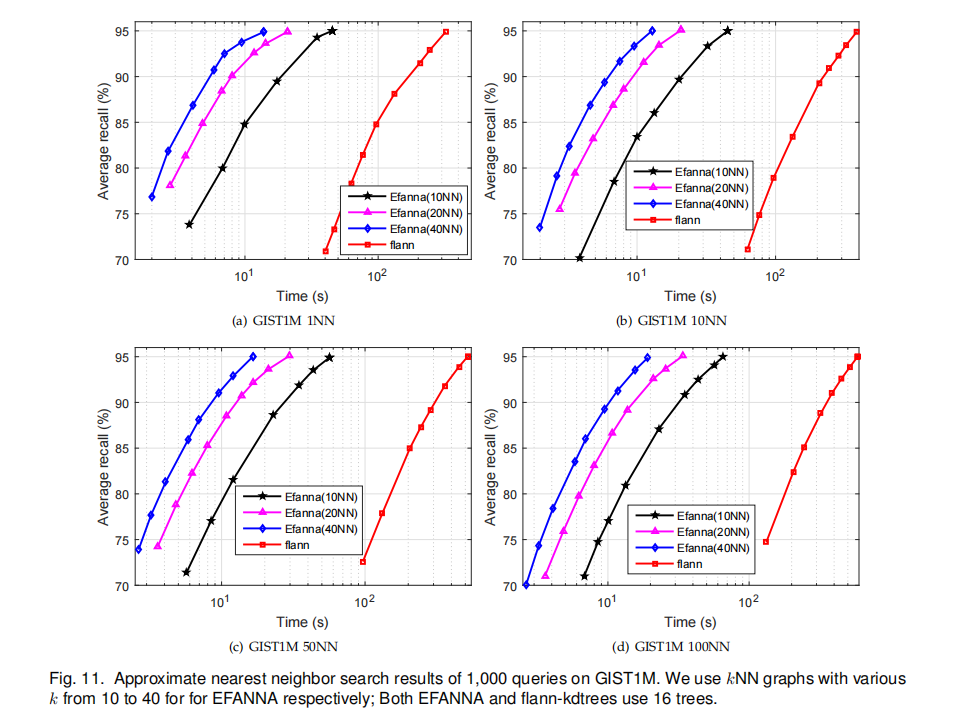 95
90
85
80
75
70
Average recall (%)
10^1
10^2
Time (s)
Efanna(10NN)
Efanna(20NN)
Efanna(40NN)
flann
(a) GIST1M 1NN
95
90
85
80
75
70
Average recall (%)
10^1
10^2
Time (s)
Efanna(10NN)
Efanna(20NN)
Efanna(40NN)
flann
(b) GIST1M 10NN
95
90
85
80
75
70
Average recall (%)
10^1
10^2
Time (s)
Efanna(10NN)
Efanna(20NN)
Efanna(40NN)
flann
(c) GIST1M 50NN
95
90
85
80
75
70
Average recall (%)
10^1
10^2
Time (s)
Efanna(10NN)
Efanna(20NN)
Efanna(40NN)
flann
(d) GIST1M 100NN
Fig. 11. Approximate nearest neighbor search results of 1,000 queries on GIST1M. We use kNN graphs with various
k from 10 to 40 for for EFANNA respectively; Both EFANNA and flann-kdtrees use 16 trees.